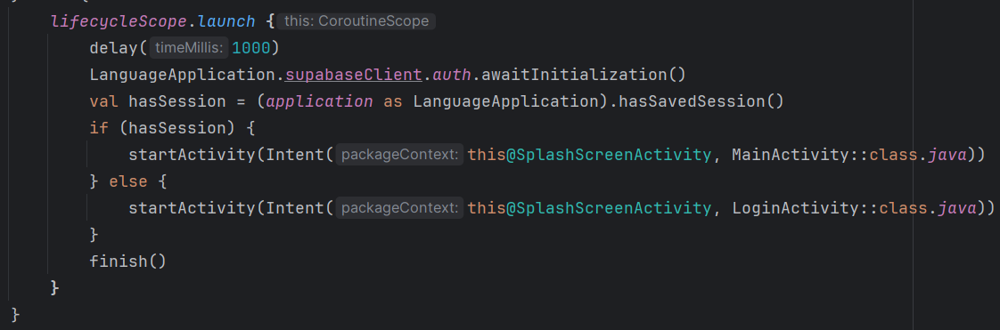 lifecycleScope.launch { this: CoroutineScope
delay( timeMillis: 1000)
LanguageApplication.supabaseClient.auth.awaitInitialization()
val hasSession = (application as LanguageApplication).hasSavedSession()
if (hasSession) {
startActivity(Intent( packageContext: this@SplashScreenActivity, MainActivity::class.java))
} else {
startActivity(Intent( packageContext: this@SplashScreenActivity, LoginActivity::class.java))
}
finish()
}
}